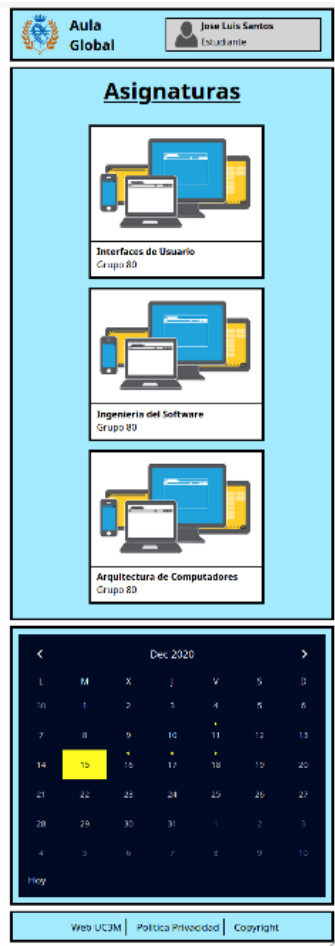 Aula
Global
Jose Luis Santos
Estudiante
Asignaturas
Interfaces de Usuario
Grupo 80
Ingeniería del Software
Grupo 80
Arquitectura de Computadores
Grupo 80
Dec 2020
L M X J V S D
30 1 2 3 4 5 6
7 8 9 10 11 12 13
14 15 16 17 18 19 20
21 22 23 24 25 26 27
28 29 30 31 1 2 3
4 5 6 7 8 9 10
Hoy
Web UC3M Política Privacidad Copyright